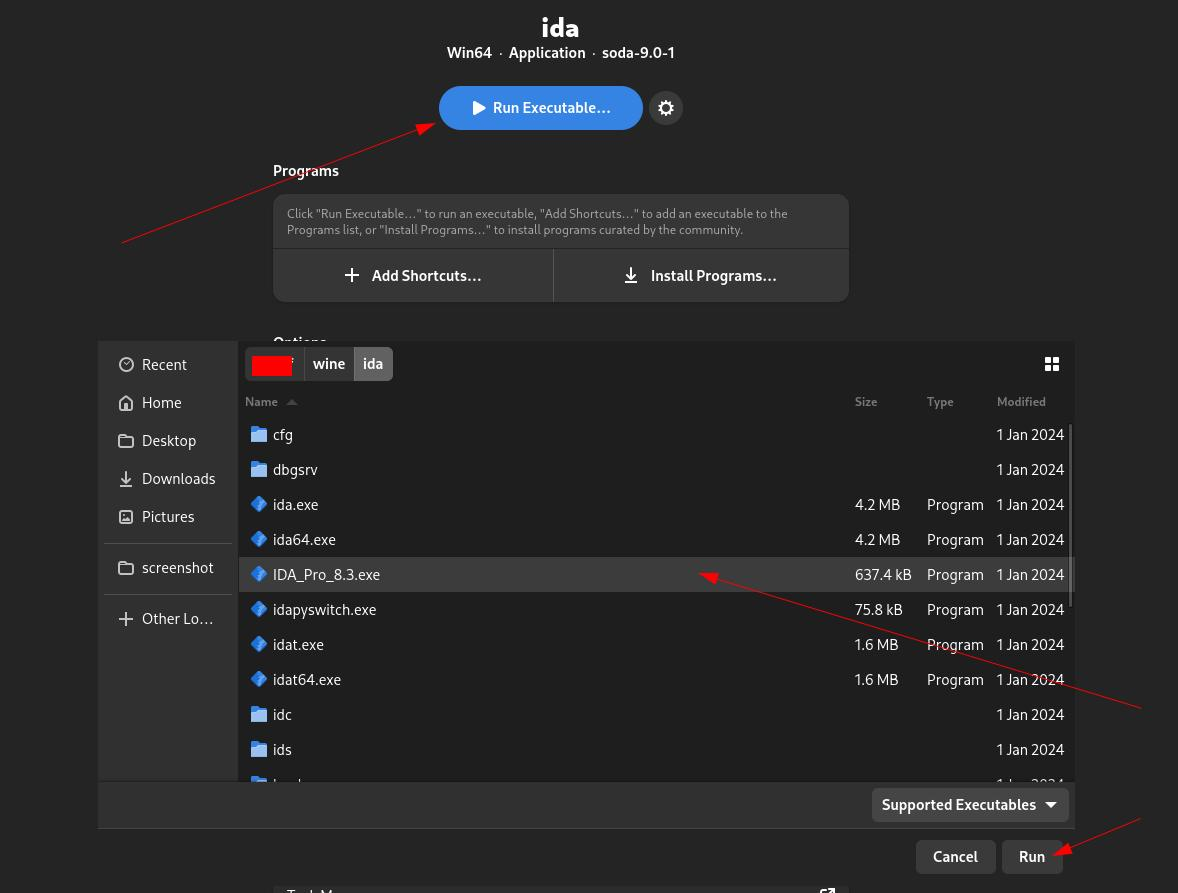 ida
Win64 · Application · soda-9.0-1
Run Executable...
Programs
Click "Run Executable..." to run an executable, "Add Shortcuts..." to add an executable to the
Programs list, or "Install Programs..." to install programs curated by the community.
Add Shortcuts...
Install Programs...
Options
Recent
Home
Desktop
Downloads
Pictures
screenshot
Other Lo...
wine
ida
Name Size Type Modified
cfg 1 Jan 2024
dbgsrv 1 Jan 2024
ida.exe 4.2 MB Program 1 Jan 2024
ida64.exe 4.2 MB Program 1 Jan 2024
IDA_Pro_8.3.exe 637.4 kB Program 1 Jan 2024
idapyswitch.exe 75.8 kB Program 1 Jan 2024
idat.exe 1.6 MB Program 1 Jan 2024
idat64.exe 1.6 MB Program 1 Jan 2024
idc 1 Jan 2024
ids 1 Jan 2024
1 Jan 2024
Supported Executables
Cancel
Run